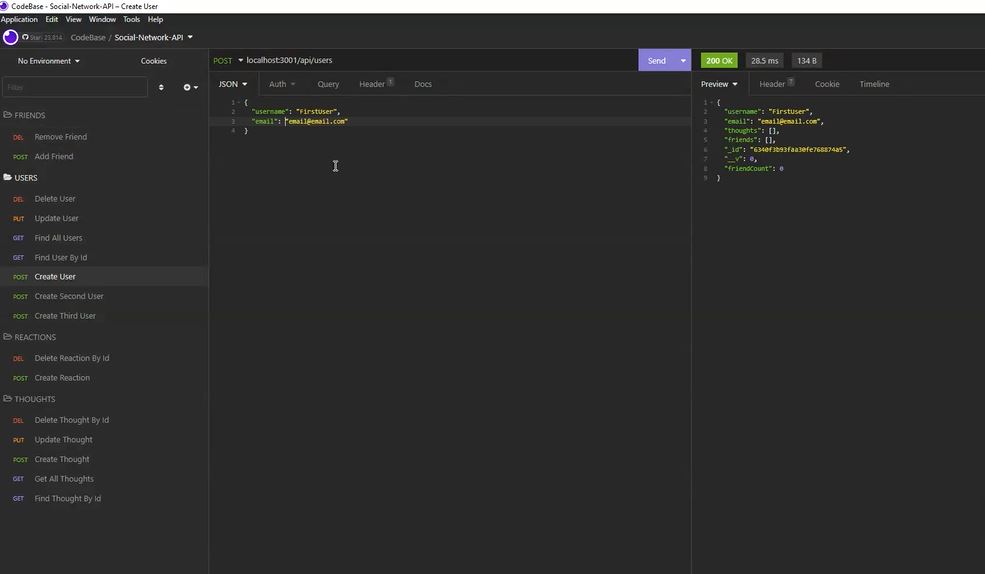 CodeBase - Social-Network-API – Create User
Application Edit View Window Tools Help
Star 23,014
CodeBase / Social-Network-API
No Environment
Cookies
Filter
FRIENDS
DEL Remove Friend
POST Add Friend
USERS
DEL Delete User
PUT Update User
GET Find All Users
GET Find User By Id
POST Create User
POST Create Second User
POST Create Third User
REACTIONS
DEL Delete Reaction By Id
POST Create Reaction
THOUGHTS
DEL Delete Thought By Id
PUT Update Thought
POST Create Thought
GET Get All Thoughts
GET Find Thought By Id
POST localhost:3001/api/users
Send
JSON Auth Query Header 1 Docs
1 {
2 "username": "FirstUser",
3 "email": "email@email.com"
4 }
200 OK 28.5 ms 134 B
Preview Header 7 Cookie Timeline
1 {
2 "username": "FirstUser",
3 "email": "email@email.com",
4 "thoughts": [],
5 "friends": [],
6 "_id": "6340f3b93faa30fe768874a5",
7 "__v": 0,
8 "friendCount": 0
9 }